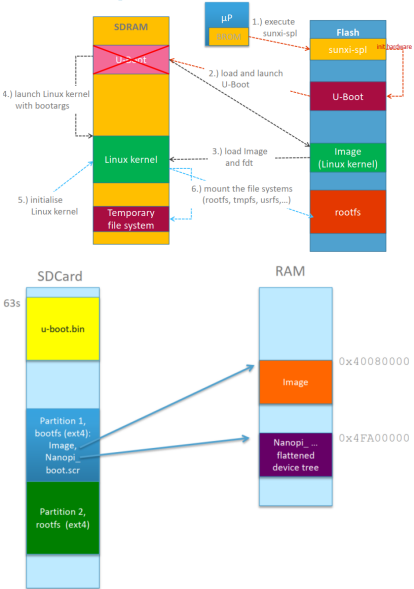 SDRAM
µP
BROM
1.) execute
sunxi-spl
Flash
sunxi-spl
init hardware
U-Boot
2.) load and launch
U-Boot
U-Boot
4.) launch Linux kernel
with bootargs
3.) load Image
and fdt
Linux kernel
Image
(Linux kernel)
5.) initialise
Linux kernel
6.) mount the file systems
(rootfs, tmpfs, usrfs,...)
Temporary
file system
rootfs
SDCard
RAM
63s
u-boot.bin
0x40080000
Image
Partition 1,
bootfs (ext4):
Image,
Nanopi_
boot.scr
0x4FA00000
Nanopi_ ...
flattened
device tree
Partition 2,
rootfs (ext4)